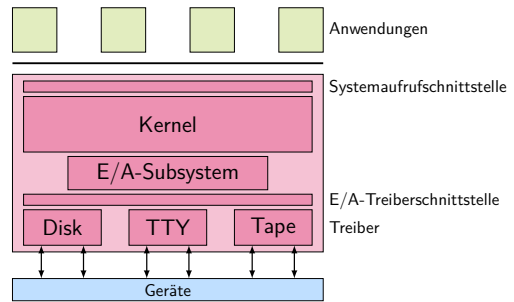 Anwendungen
Systemaufrufschnittstelle
Kernel
E/A-Subsystem
E/A-Treiberschnittstelle
Disk TTY Tape Treiber
Geräte